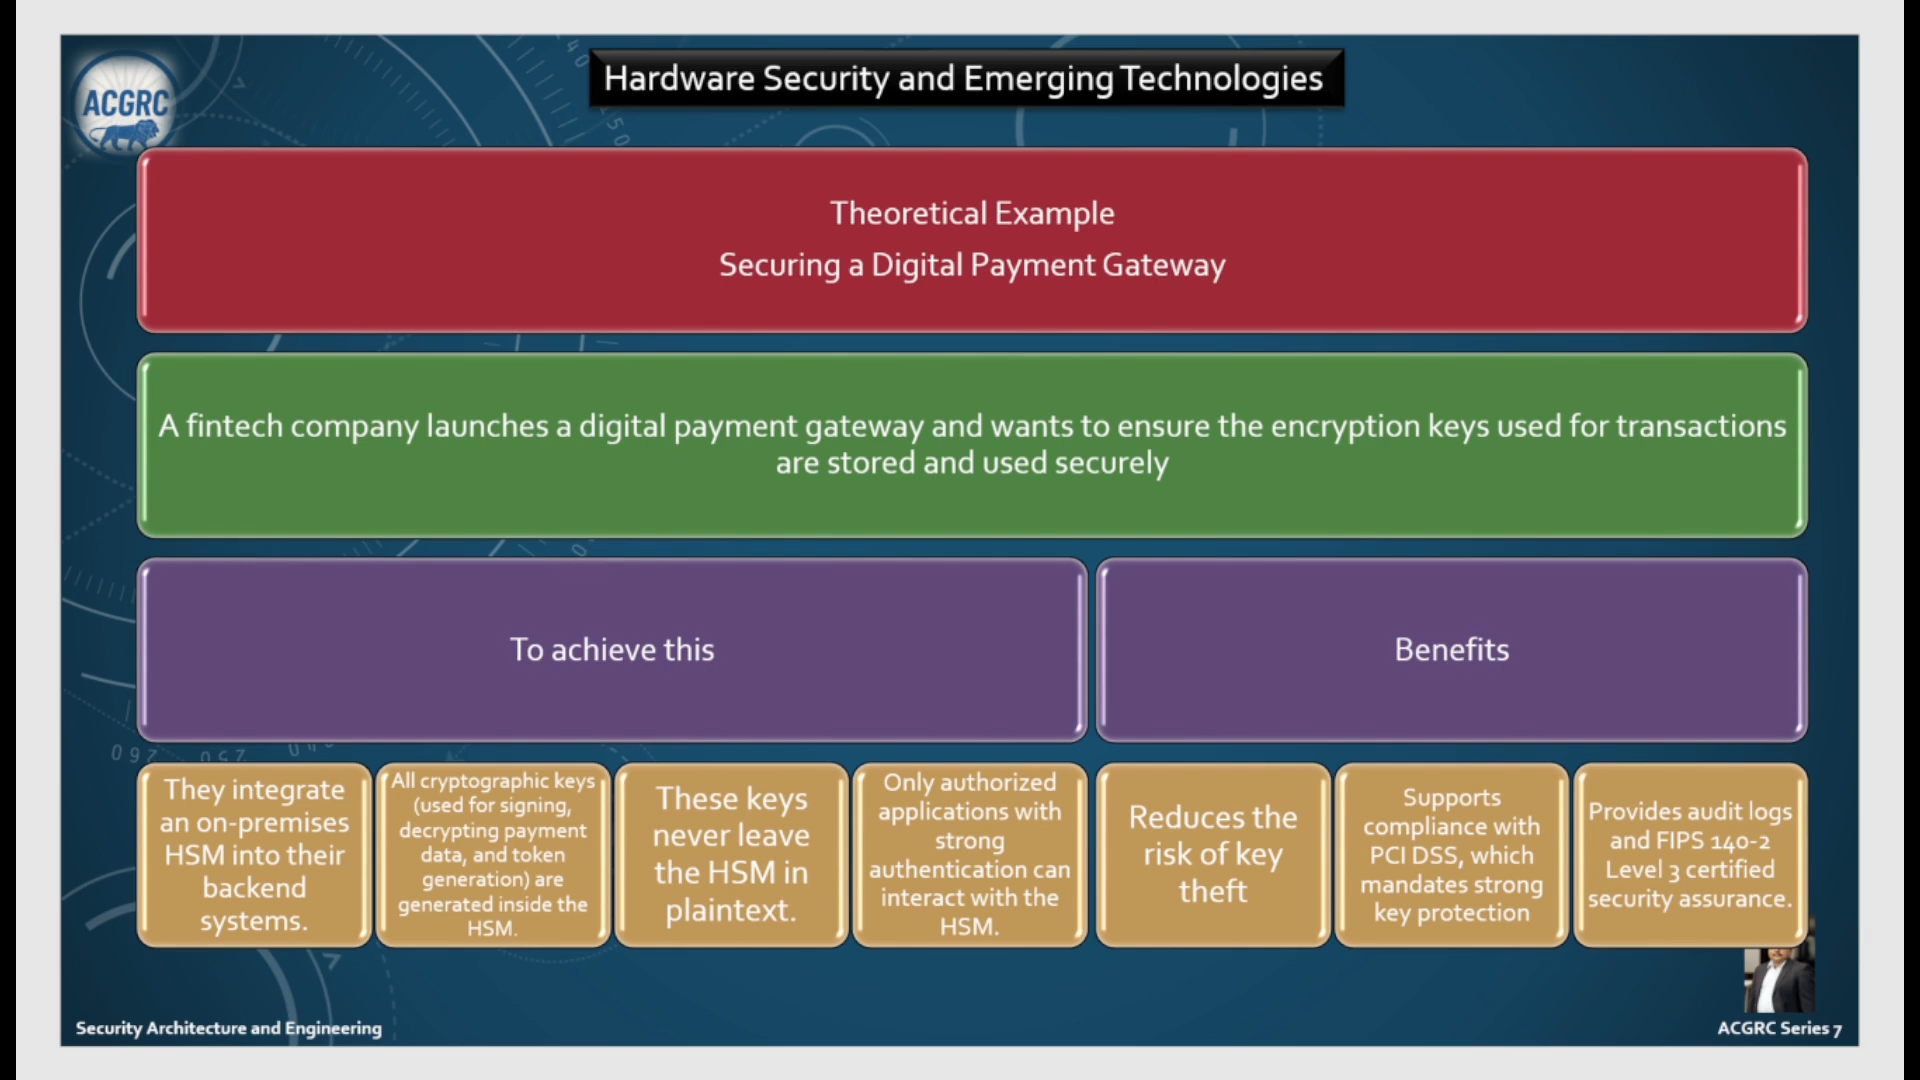 ACGRC
Hardware Security and Emerging Technologies
Theoretical Example
Securing a Digital Payment Gateway
A fintech company launches a digital payment gateway and wants to ensure the encryption keys used for transactions
are stored and used securely
To achieve this
Benefits
They integrate
an on-premises
HSM into their
backend
systems.
All cryptographic keys
(used for signing,
decrypting payment
data, and token
generation) are
generated inside the
HSM.
These keys
never leave
the HSM in
plaintext.
Only authorized
applications with
strong
authentication can
interact with the
HSM.
Reduces the
risk of key
theft
Supports
compliance with
PCI DSS, which
mandates strong
key protection
Provides audit logs
and FIPS 140-2
Level 3 certified
security assurance.
Security Architecture and Engineering
ACGRC Series 7